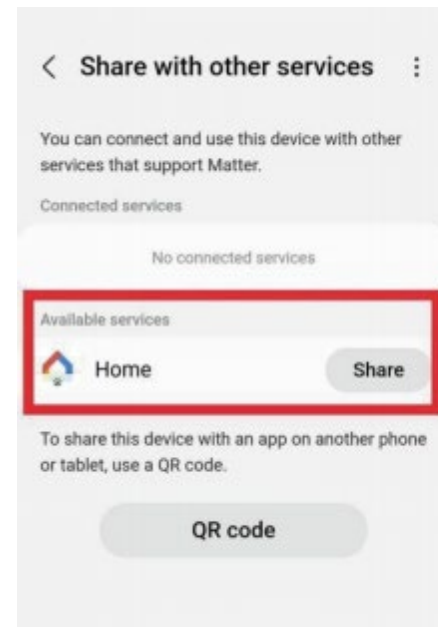 Share with other services
You can connect and use this device with other
services that support Matter.
Connected services
No connected services
Available services
Home
Share
To share this device with an app on another phone
or tablet, use a QR code.
QR code